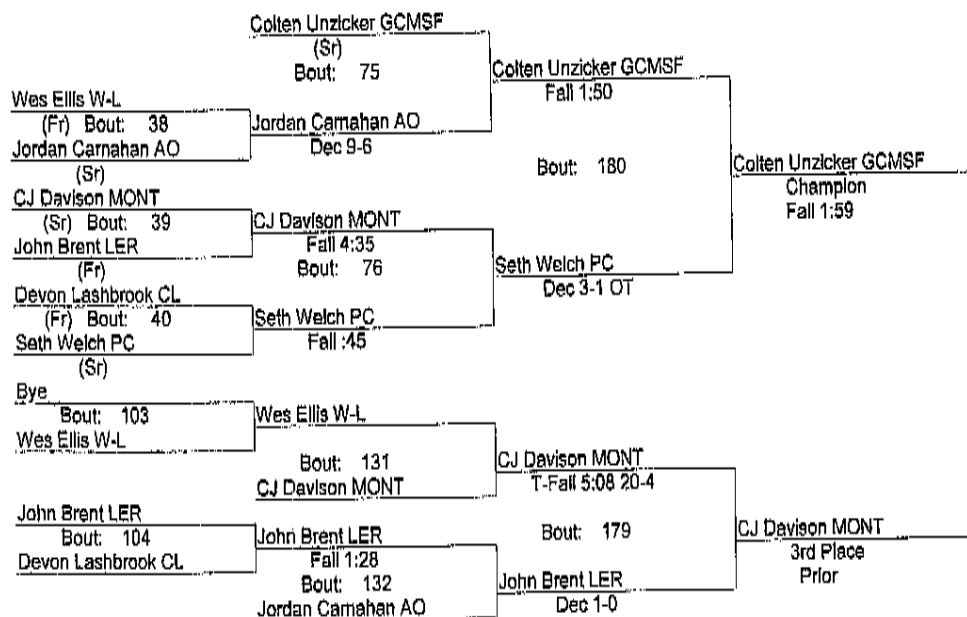 Colten Unzicker GCMSF
(Sr)
Bout: 75
Colten Unzicker GCMSF
Fall 1:50
Wes Ellis W-L
(Fr) Bout: 38
Jordan Carnahan AO
Dec 9-6
Jordan Carnahan AO
(Sr)
Bout: 180
Colten Unzicker GCMSF
Champion
Fall 1:59
CJ Davison MONT
(Sr) Bout: 39
CJ Davison MONT
Fall 4:35
John Brent LER
(Fr)
Bout: 76
Seth Welch PC
Dec 3-1 OT
Devon Lashbrook CL
(Fr) Bout: 40
Seth Welch PC
Fall :45
Seth Welch PC
(Sr)
Bye
Bout: 103
Wes Ellis W-L
Wes Ellis W-L
Bout: 131
CJ Davison MONT
T-Fall 5:08 20-4
CJ Davison MONT
John Brent LER
Bout: 104
John Brent LER
Fall 1:28
Bout: 179
CJ Davison MONT
3rd Place
Prior
Devon Lashbrook CL
Bout: 132
John Brent LER
Dec 1-0
Jordan Carnahan AO